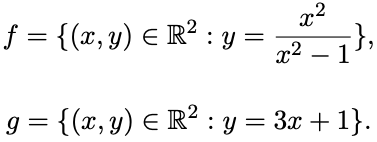 f = {(x, y) ∈ ℝ² : y = x² / (x² − 1)},
g = {(x, y) ∈ ℝ² : y = 3x + 1}.